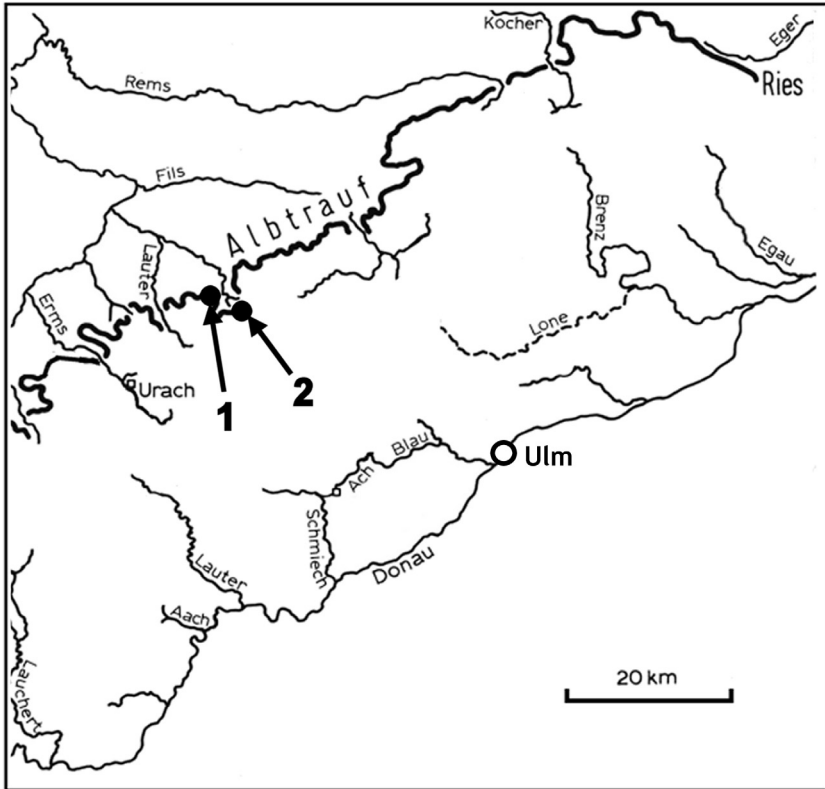 Kocher
Eger
Ries
Rems
Fils
Albtrauf
Brenz
Egau
Lauter
Erms
Lone
Urach
1
2
Blau
Ach
Ulm
Schmiech
Donau
Lauter
Aach
Lauchert
20 km